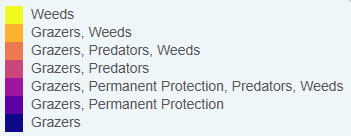 Weeds
Grazers, Weeds
Grazers, Predators, Weeds
Grazers, Predators
Grazers, Permanent Protection, Predators, Weeds
Grazers, Permanent Protection
Grazers